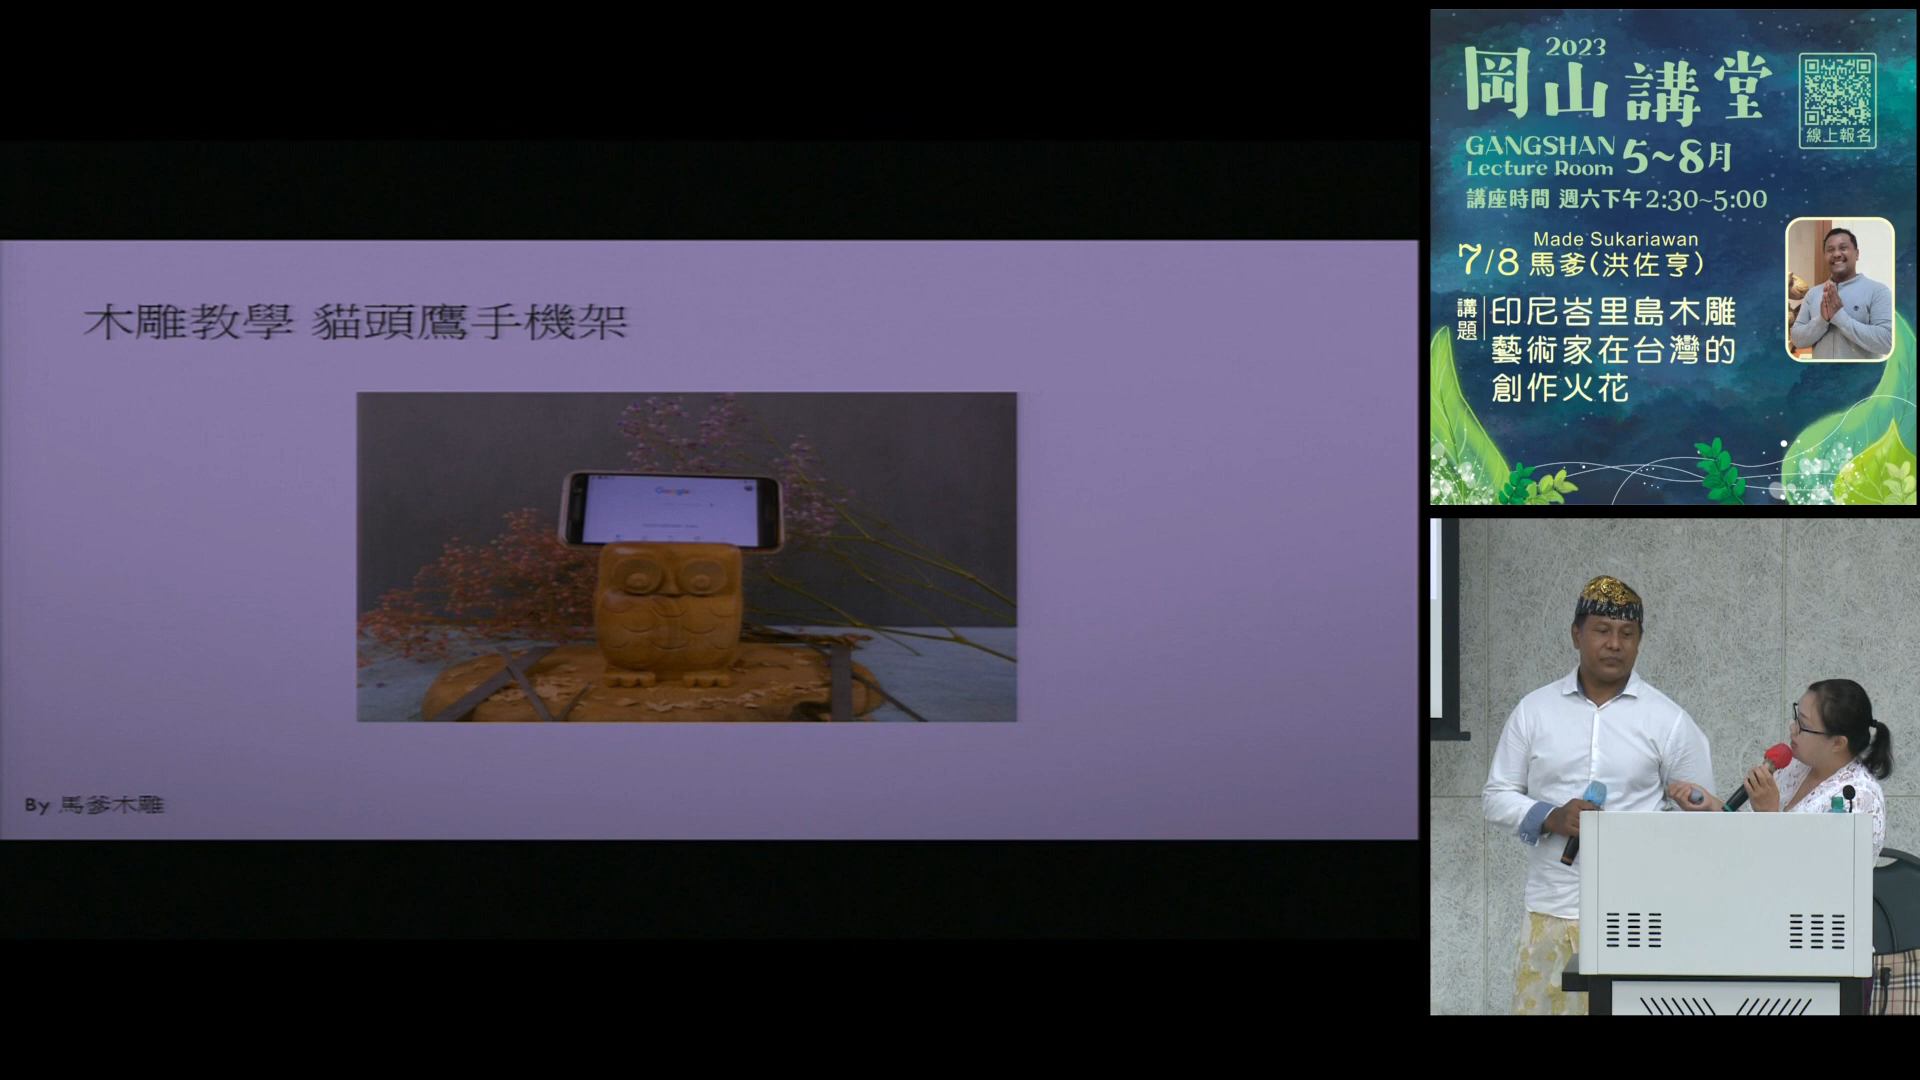 木雕教學 貓頭鷹手機架
Google
By 馬爹木雕
2023
岡山講堂
線上報名
GANGSHAN
Lecture Room
5~8月
講座時間 週六下午2:30~5:00
Made Sukariawan
7/8 馬爹(洪佐亨)
講題
印尼峇里島木雕
藝術家在台灣的
創作火花